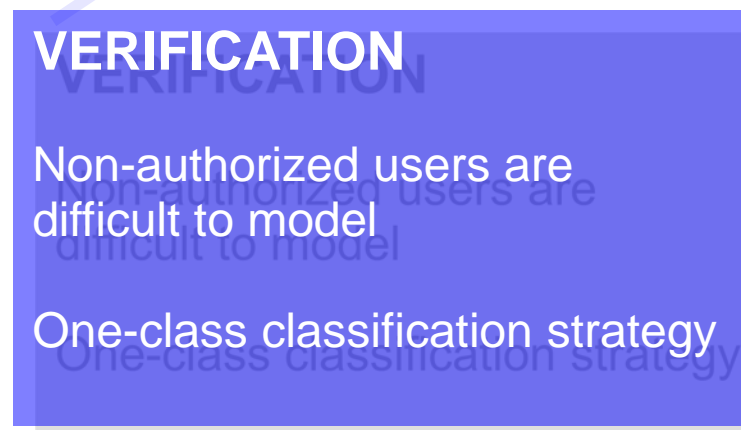 VERIFICATION
Non-authorized users are
difficult to model
One-class classification strategy